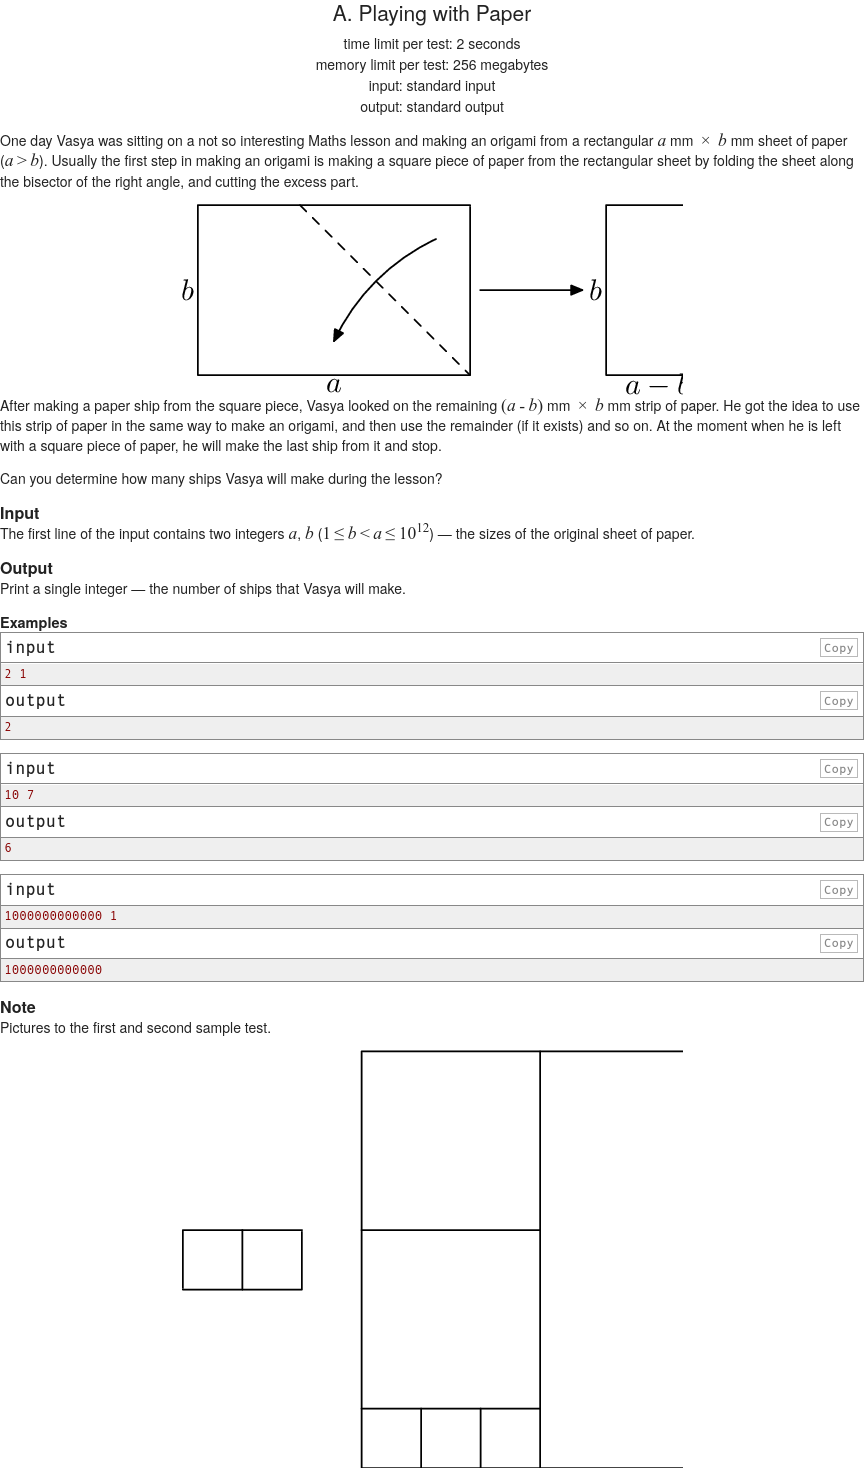 A. Playing with Paper
time limit per test: 2 seconds
memory limit per test: 256 megabytes
input: standard input
output: standard output
One day Vasya was sitting on a not so interesting Maths lesson and making an origami from a rectangular a mm × b mm sheet of paper
(a > b). Usually the first step in making an origami is making a square piece of paper from the rectangular sheet by folding the sheet along
the bisector of the right angle, and cutting the excess part.
b
b
a
a −
After making a paper ship from the square piece, Vasya looked on the remaining (a - b) mm × b mm strip of paper. He got the idea to use
this strip of paper in the same way to make an origami, and then use the remainder (if it exists) and so on. At the moment when he is left
with a square piece of paper, he will make the last ship from it and stop.
Can you determine how many ships Vasya will make during the lesson?
Input
The first line of the input contains two integers a, b (1 ≤ b < a ≤ 10^12) — the sizes of the original sheet of paper.
Output
Print a single integer — the number of ships that Vasya will make.
Examples
input
Copy
2 1
output
Copy
2
input
Copy
10 7
output
Copy
6
input
Copy
1000000000000 1
output
Copy
1000000000000
Note
Pictures to the first and second sample test.